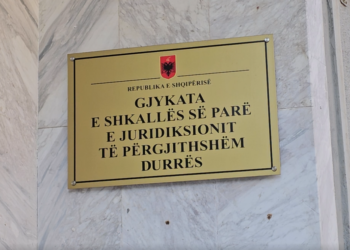 REPUBLIKA E SHQIPËRISË
GJYKATA
E SHKALLËS SË PARË
E JURIDIKSIONIT
TË PËRGJITHSHËM
DURRËS